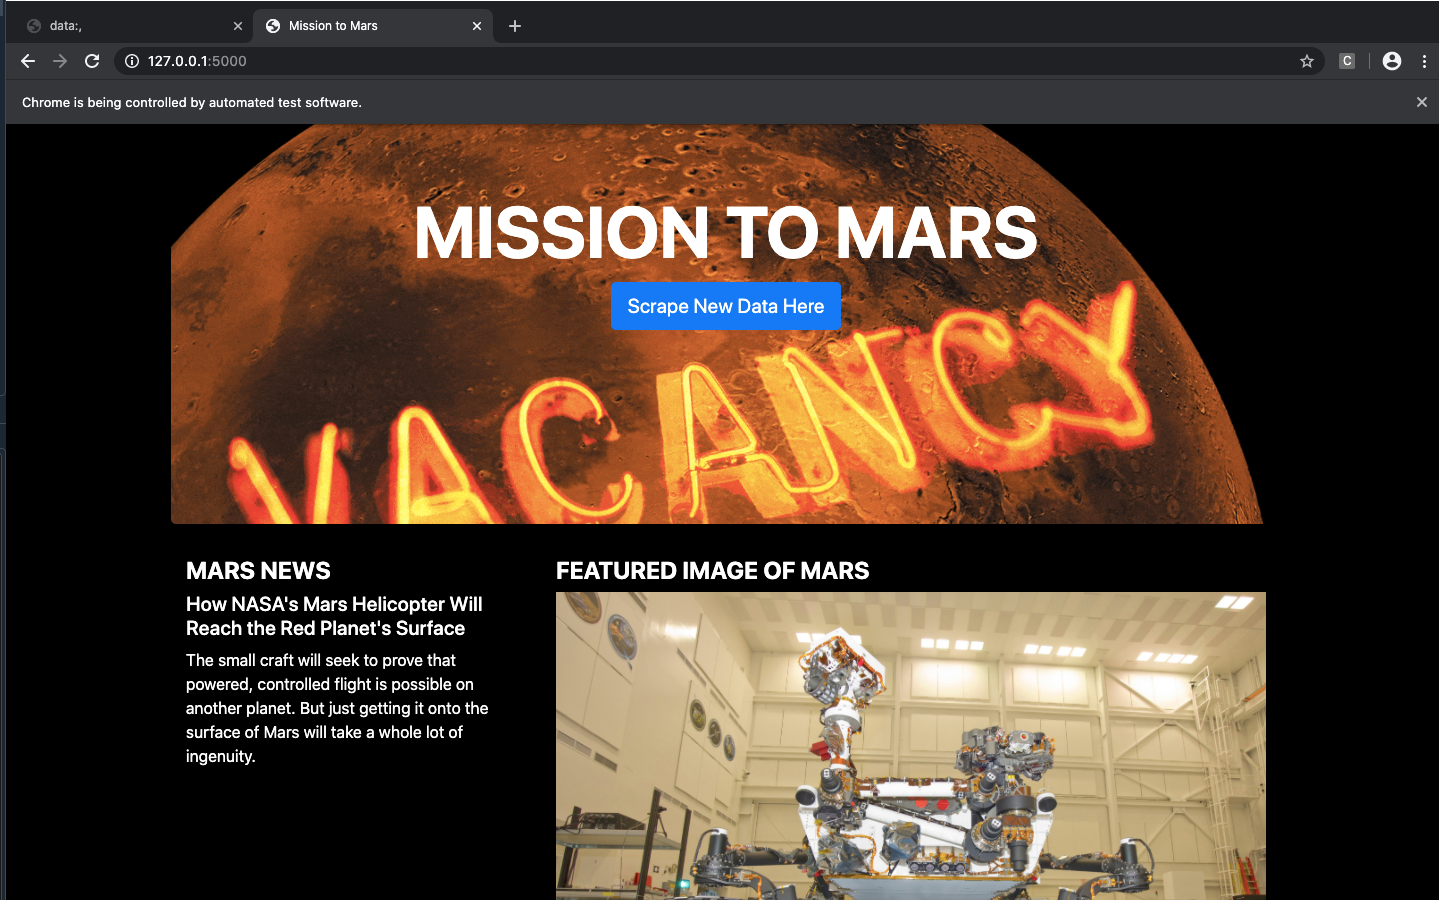 data:,
Mission to Mars
127.0.0.1:5000
C
Chrome is being controlled by automated test software.
MISSION TO MARS
Scrape New Data Here
VACANCY
MARS NEWS
How NASA's Mars Helicopter Will
Reach the Red Planet's Surface
The small craft will seek to prove that
powered, controlled flight is possible on
another planet. But just getting it onto the
surface of Mars will take a whole lot of
ingenuity.
FEATURED IMAGE OF MARS